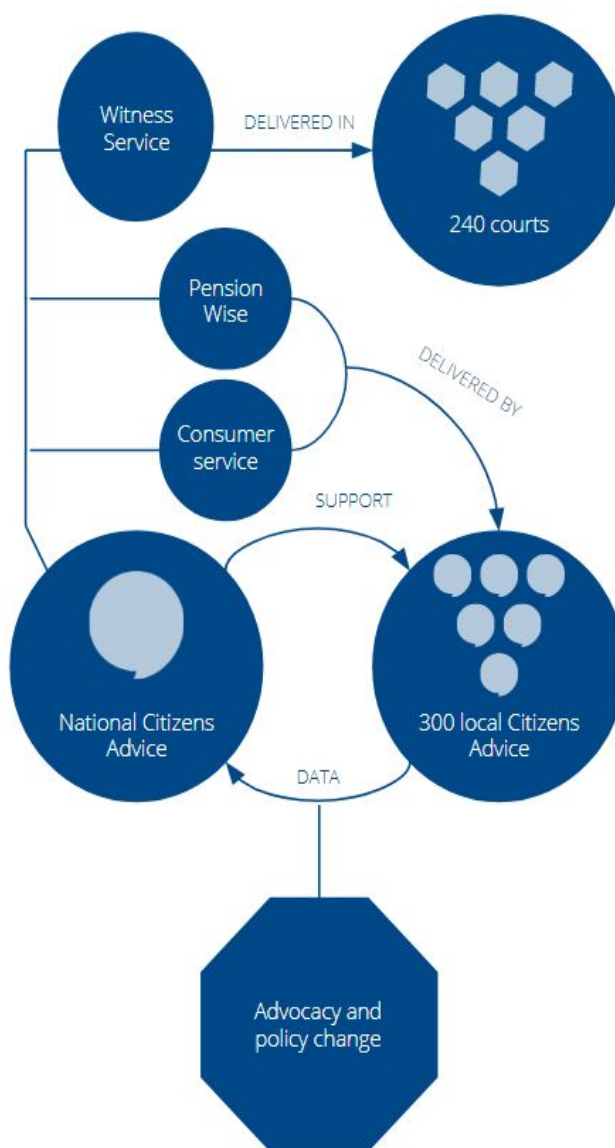 Witness
Service
DELIVERED IN
240 courts
Pension
Wise
DELIVERED BY
Consumer
service
SUPPORT
National Citizens
Advice
300 local Citizens
Advice
DATA
Advocacy and
policy change